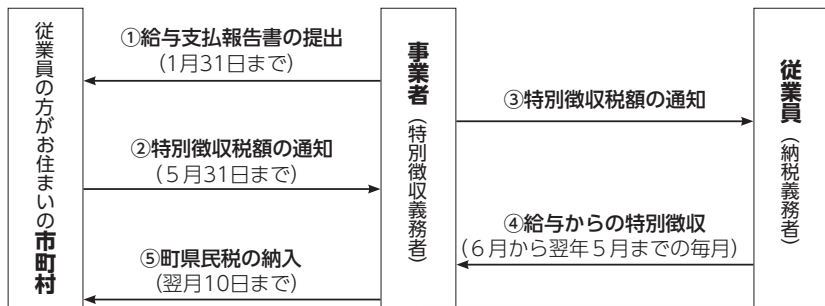 従業員の方がお住まいの市町村
①給与支払報告書の提出
(1月31日まで)
②特別徴収税額の通知
(5月31日まで)
⑤町県民税の納入
(翌月10日まで)
事業者(特別徴収義務者)
③特別徴収税額の通知
④給与からの特別徴収
(6月から翌年5月までの毎月)
従業員(納税義務者)